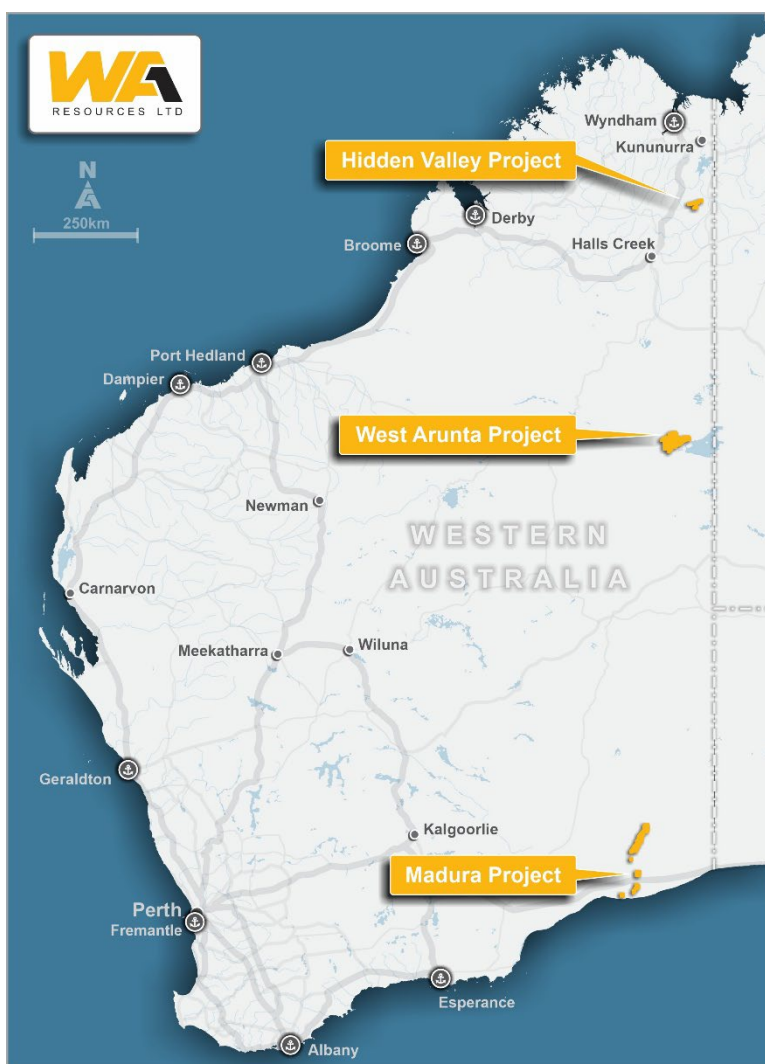 WA
RESOURCES LTD
N
250km
Wyndham
Kununurra
Hidden Valley Project
Derby
Broome
Halls Creek
Port Hedland
Dampier
West Arunta Project
Newman
WESTERN
AUSTRALIA
Carnarvon
Meekatharra
Wiluna
Geraldton
Kalgoorlie
Madura Project
Perth
Fremantle
Esperance
Albany